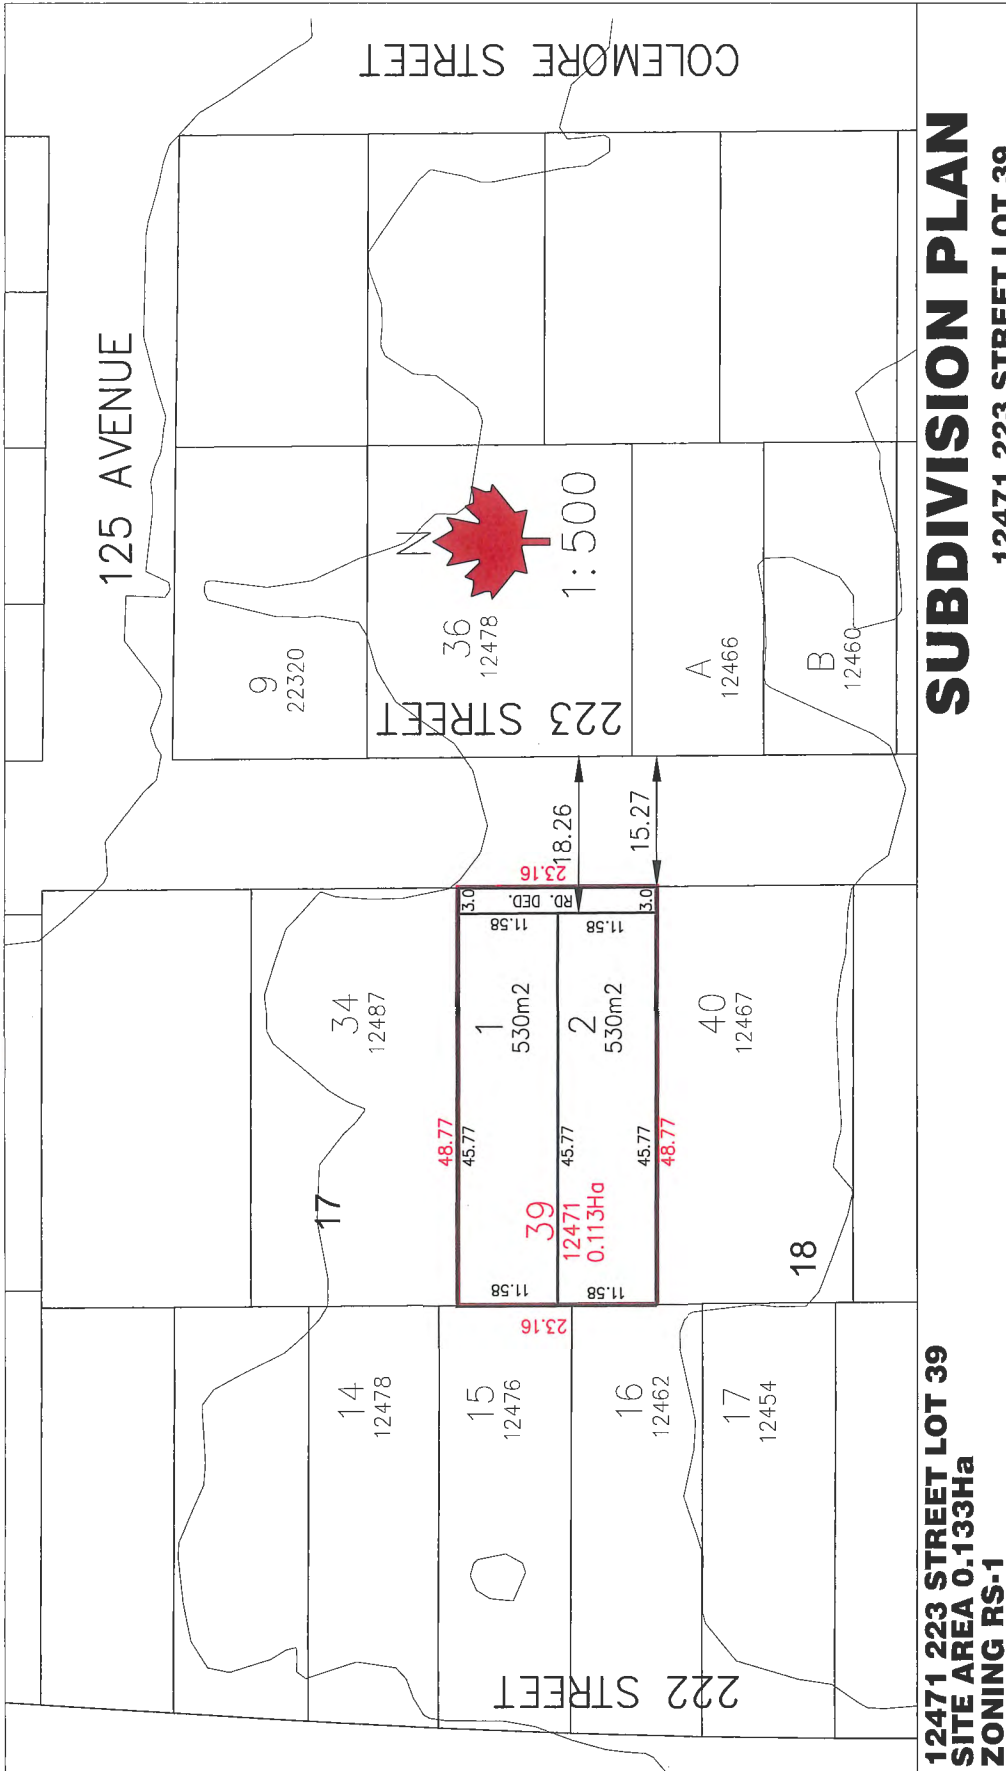 COLEMORE STREET
125 AVENUE
N
1:500
9
22320
36
12478
223 STREET
A
12466
B
12460
18.26
15.27
23.16
3.0
RD. DED.
3.0
11.58
11.58
34
12487
1
530m2
2
530m2
40
12467
48.77
45.77
45.77
45.77
48.77
17
39
12471
0.113Ha
18
11.58
11.58
23.16
14
12478
15
12476
16
12462
17
12454
222 STREET
SUBDIVISION PLAN
12471 223 STREET LOT 39
12471 223 STREET LOT 39
SITE AREA 0.133Ha
ZONING RS-1